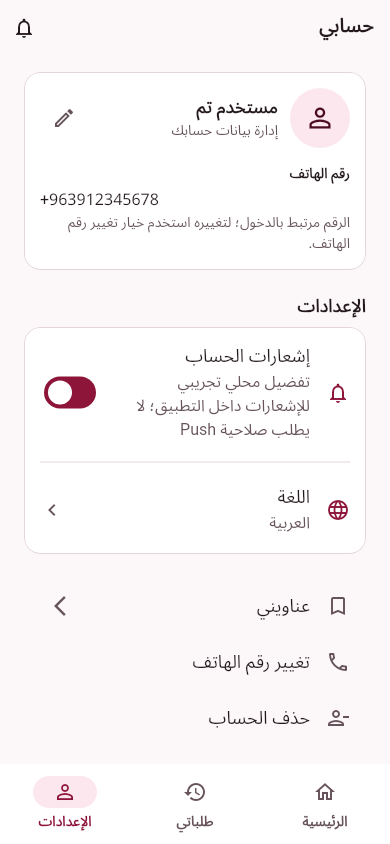 حسابي
مستخدم تم
إدارة بيانات حسابك
رقم الهاتف
+963912345678
الرقم مرتبط بالدخول؛ لتغييره استخدم خيار تغيير رقم
الهاتف.
الإعدادات
إشعارات الحساب
تفضيل محلي تجريبي
للإشعارات داخل التطبيق؛ لا
يطلب صلاحية Push
اللغة
العربية
عناويني
تغيير رقم الهاتف
حذف الحساب
الرئيسية
طلباتي
الإعدادات